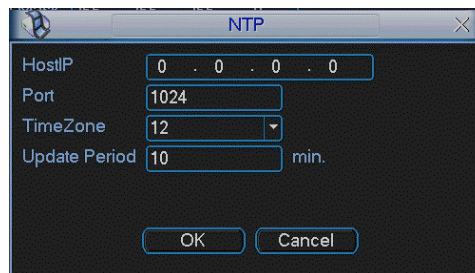 NTP
HostIP 0 . 0 . 0 . 0
Port 1024
TimeZone 12
Update Period 10 min.
OK Cancel